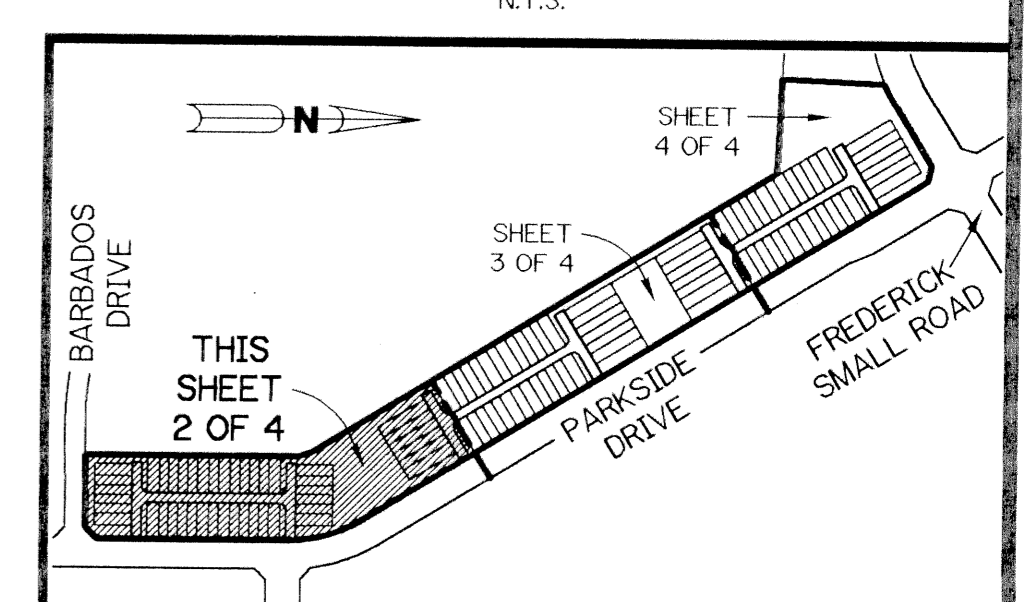 N.T.S.
N
SHEET
4 OF 4
SHEET
3 OF 4
BARBADOS
DRIVE
THIS
SHEET
2 OF 4
PARKSIDE
DRIVE
FREDERICK
SMALL ROAD